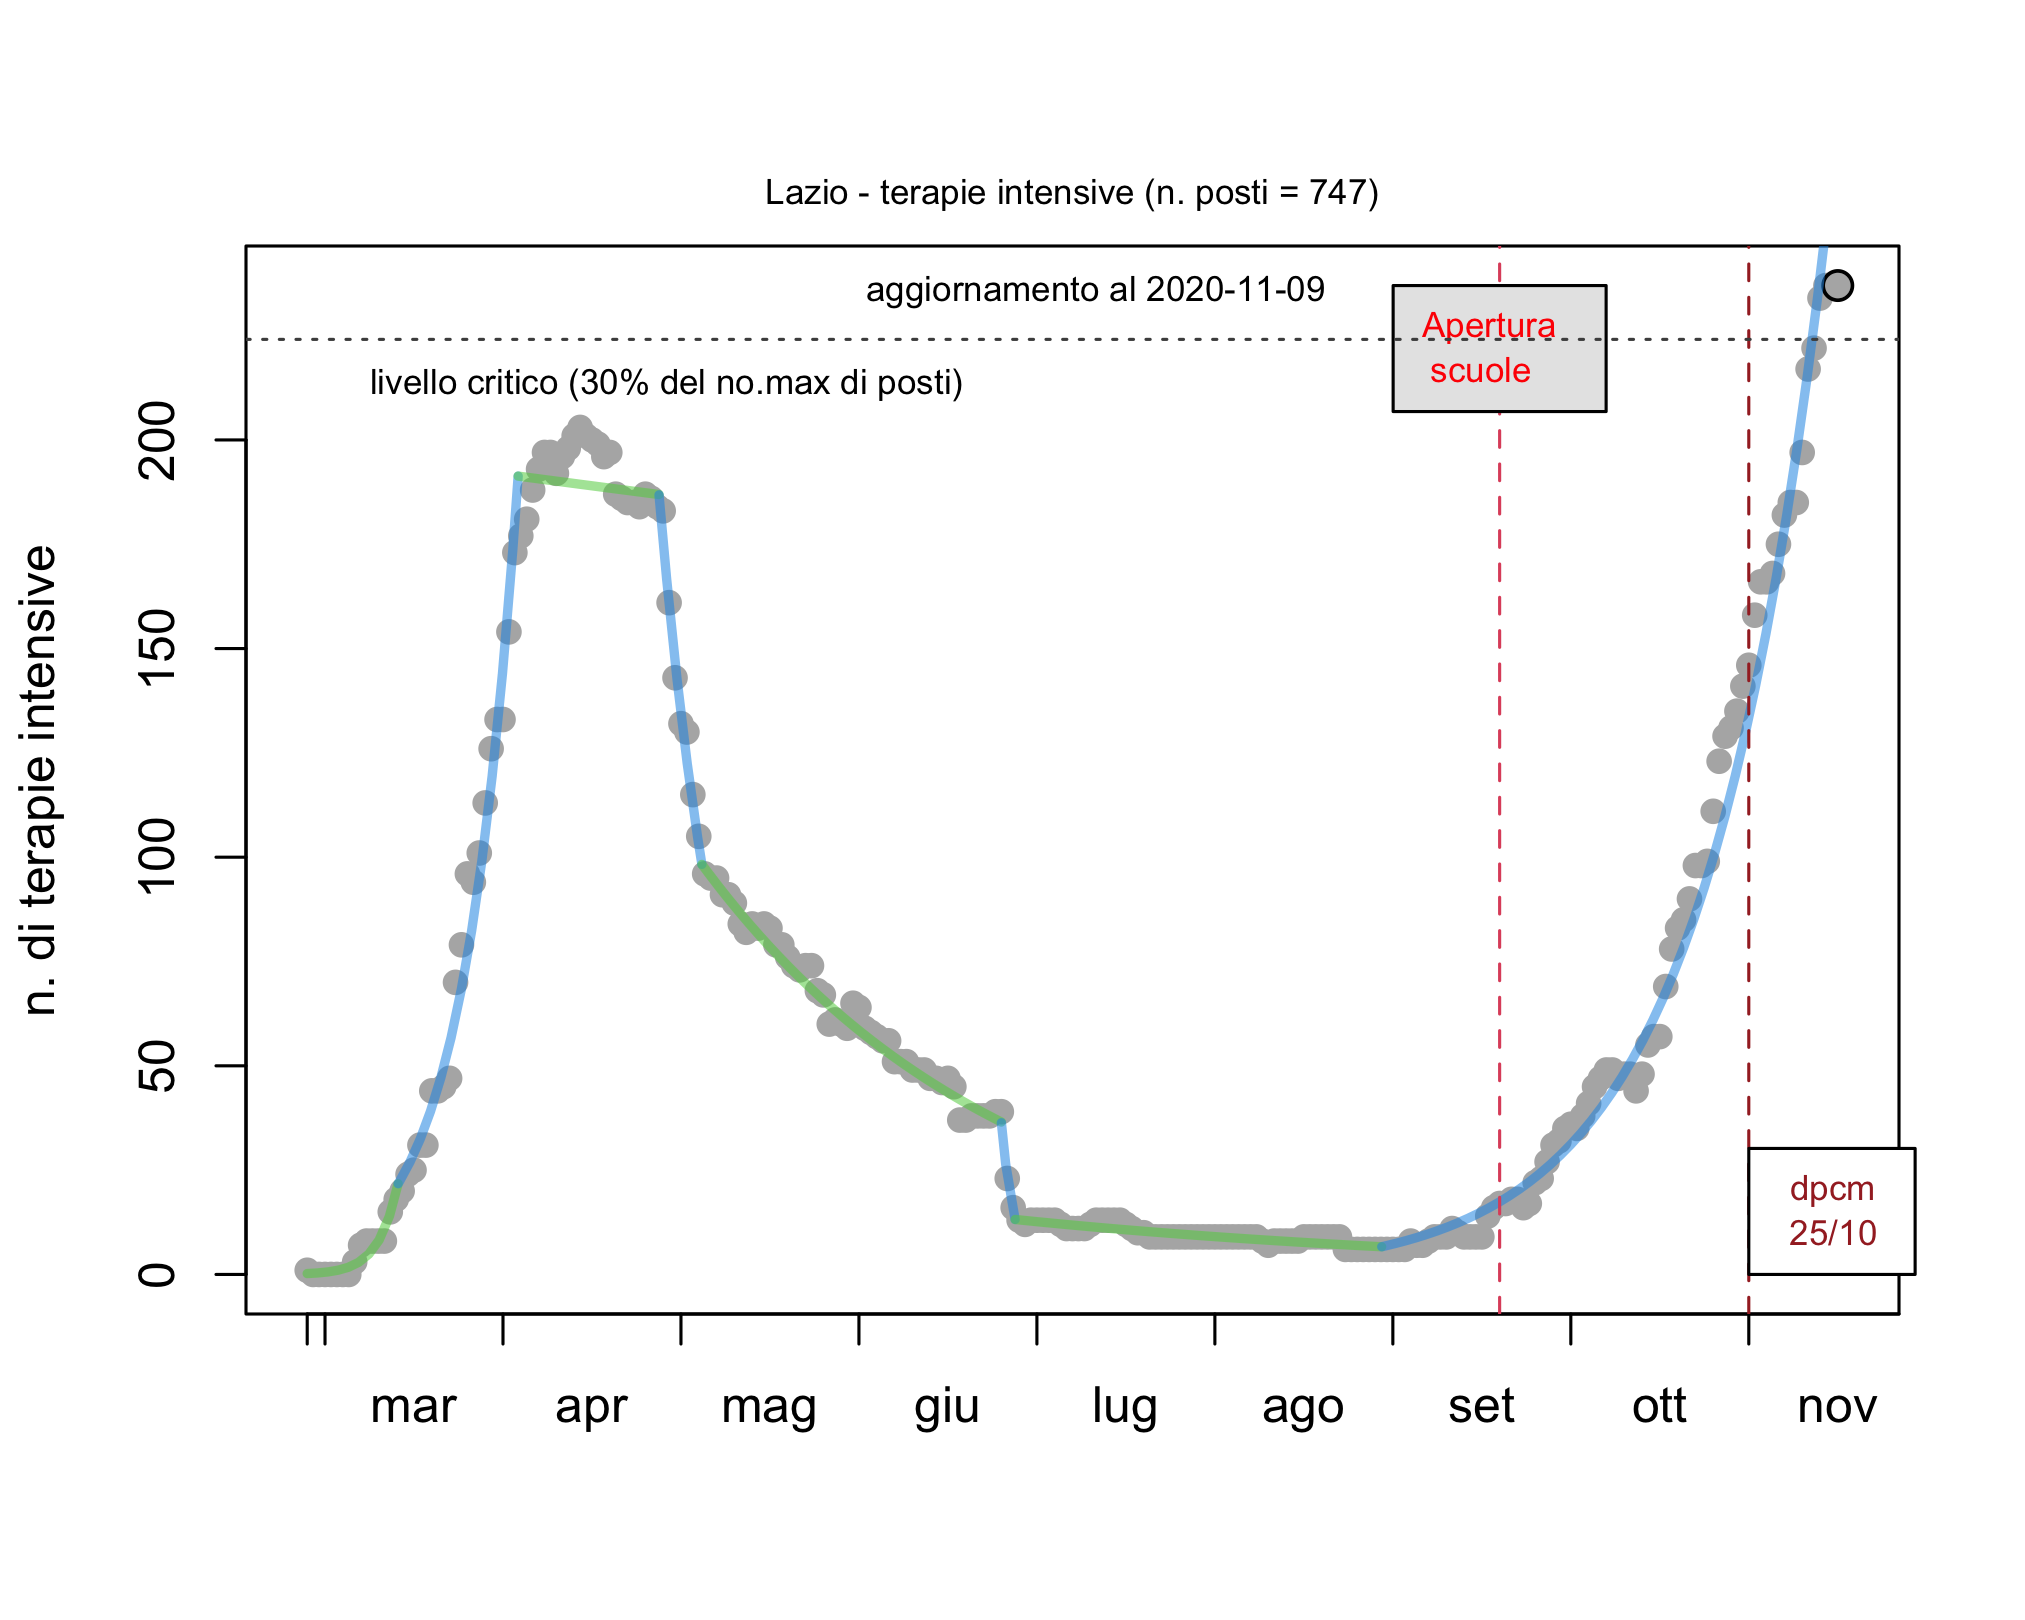 Lazio - terapie intensive (n. posti = 747)
aggiornamento al 2020-11-09
Apertura
scuole
livello critico (30% del no.max di posti)
n. di terapie intensive
200
150
100
50
0
dpcm
25/10
mar apr mag giu lug ago set ott nov